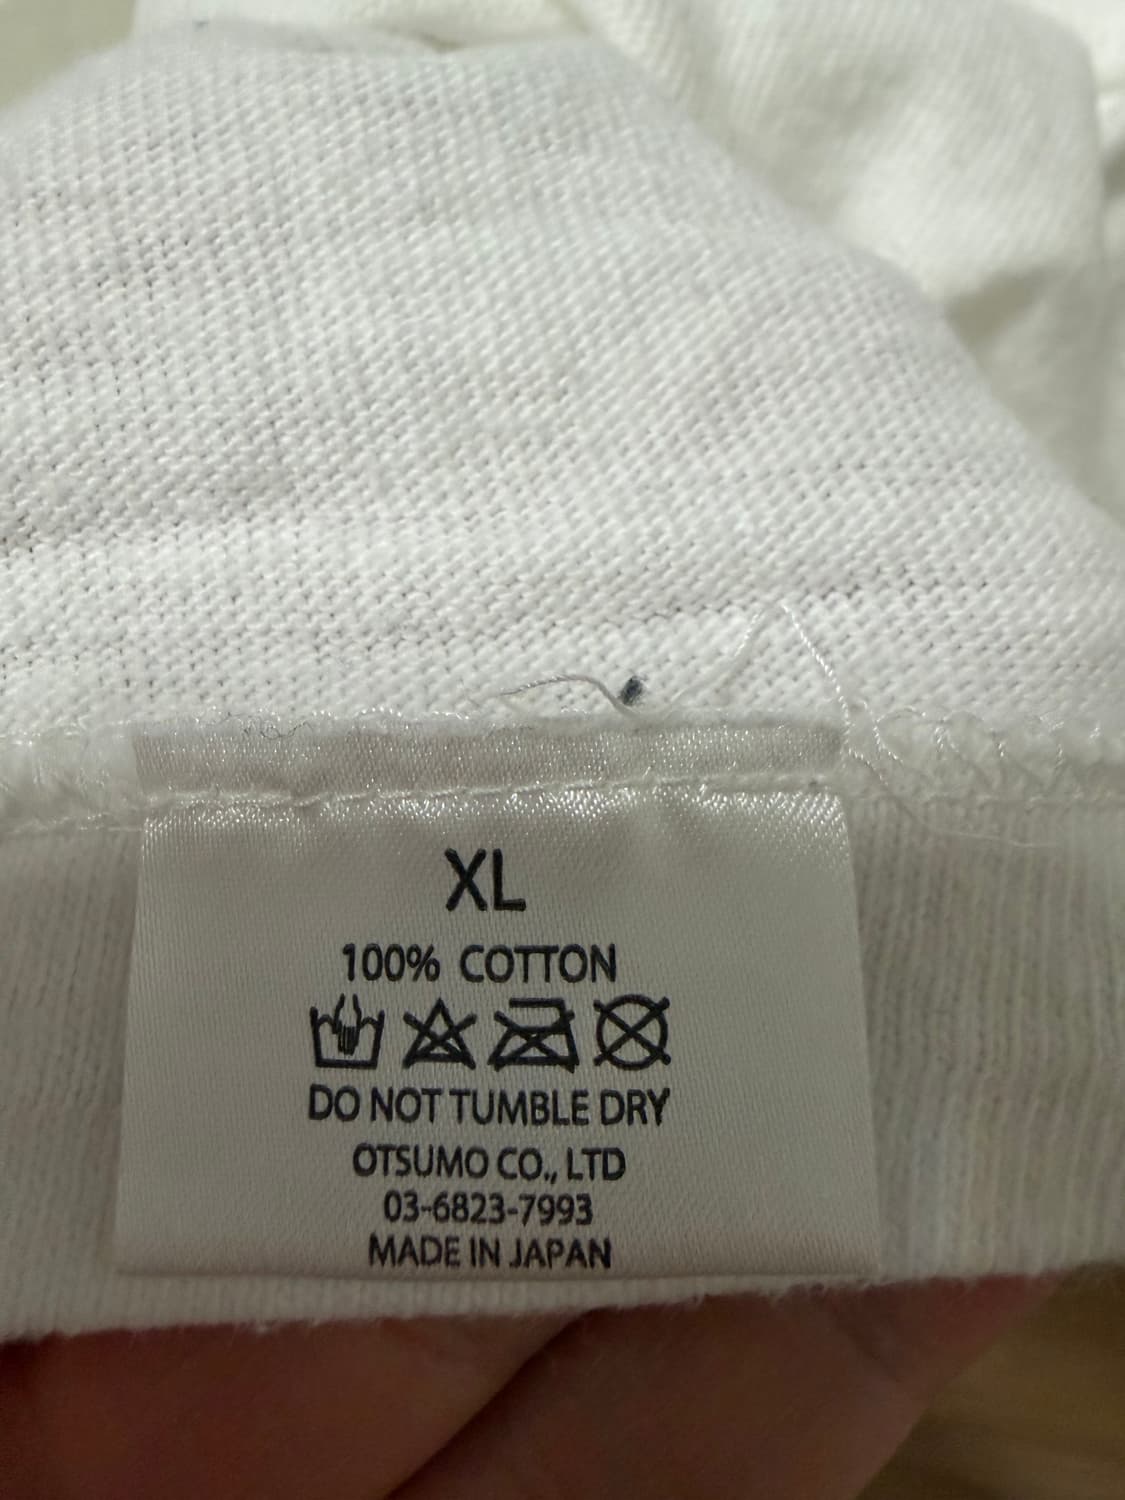 XL
100% COTTON
DO NOT TUMBLE DRY
OTSUMO CO., LTD
03-6823-7993
MADE IN JAPAN